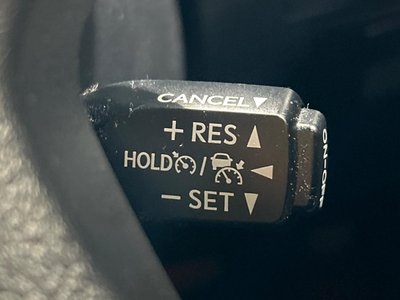 CANCEL▼
+ RES ▲
HOLD / ◄
− SET ▼
ON-OFF